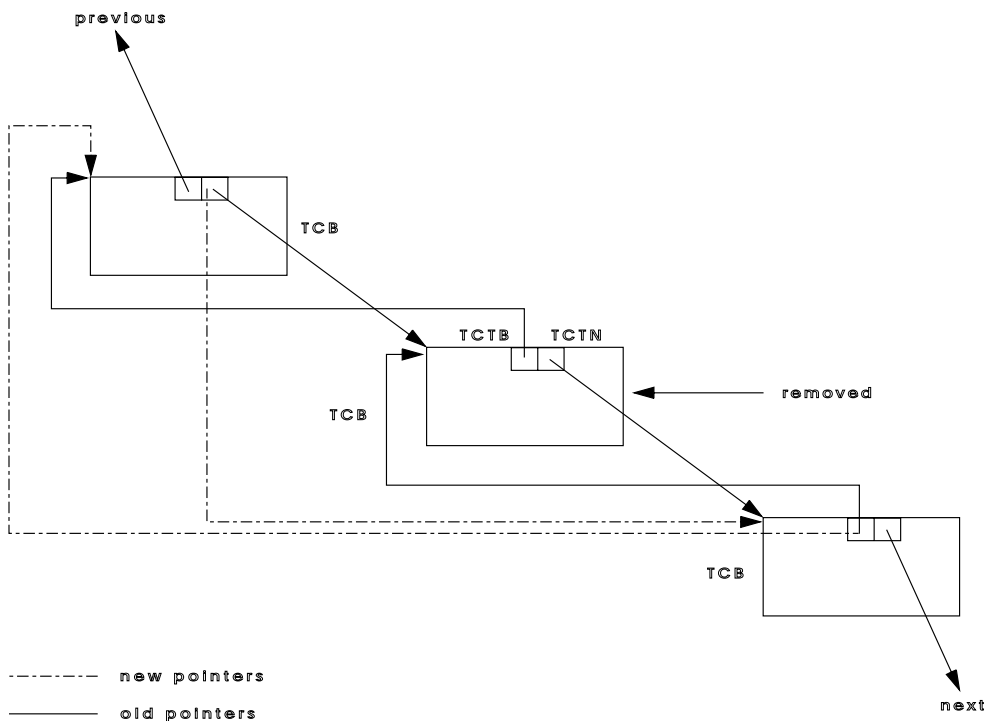 previous
TCB
TCTB TCTN
removed
TCB
TCB
new pointers
next
old pointers